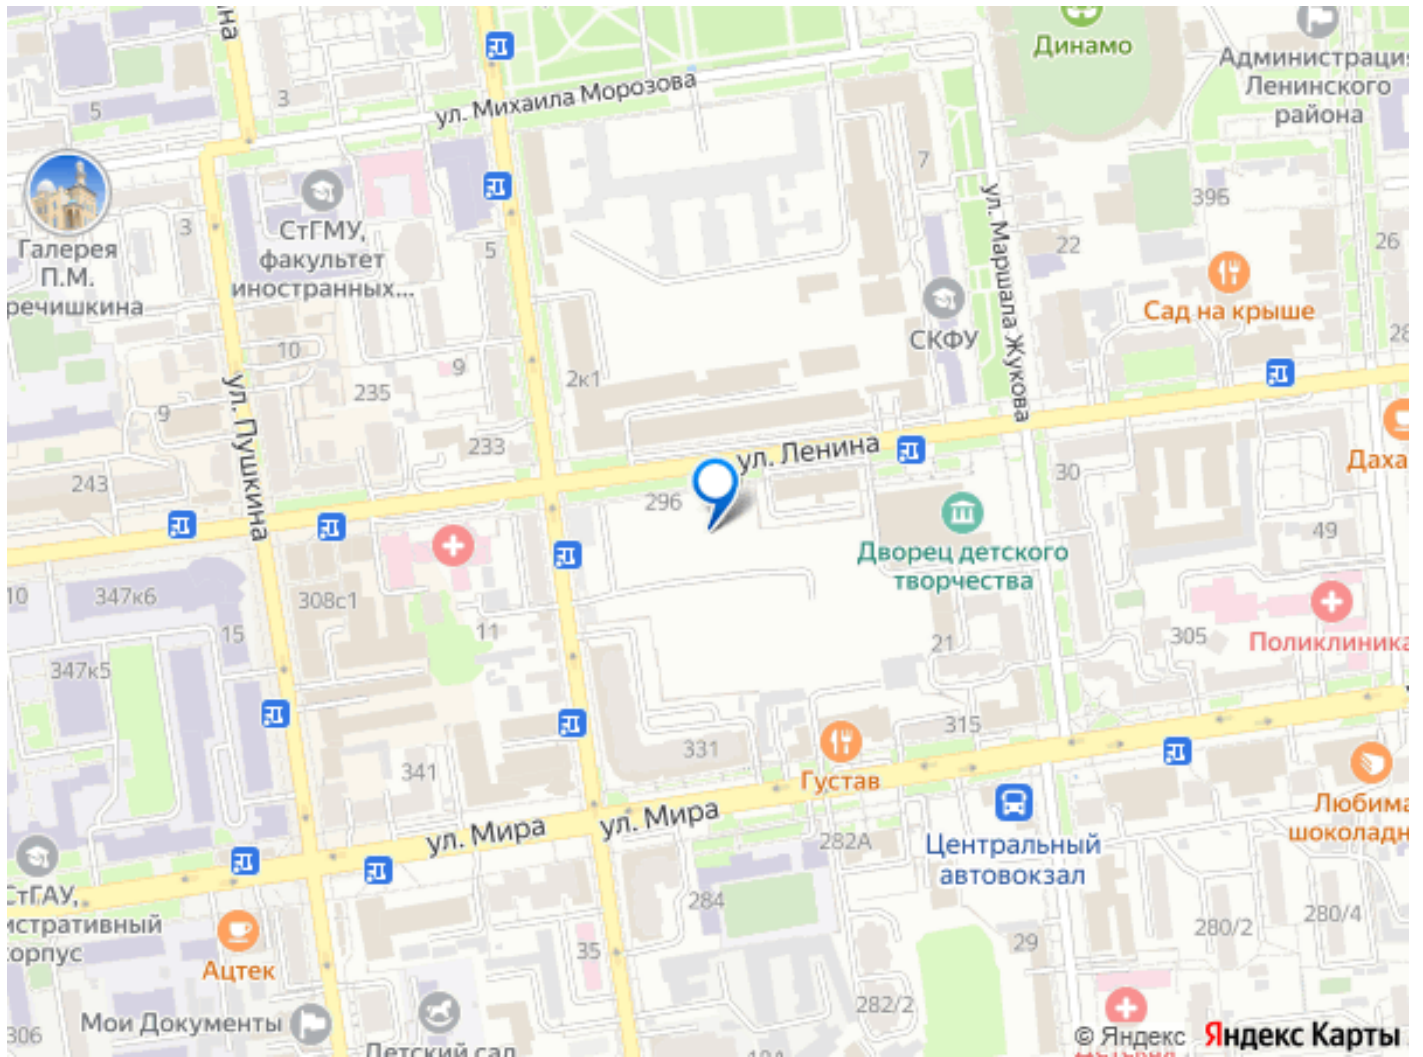 Динамо
Администрация
Ленинского
района
ул. Михаила Морозова
3
5
7
39Б
Галерея
П.М.
речишкина
3
СтГМУ,
факультет
иностранных...
5
ул. Маршала Жукова
22
26
Сад на крыше
СКФУ
28
10
9
2к1
235
9
ул. Пушкина
233
ул. Ленина
243
296
30
Даха
49
Дворец детского
творчества
10
347к6
308с1
15
11
21
305
Поликлиника
347к5
315
331
341
Густав
ул. Мира
ул. Мира
282А
Центральный
автовокзал
Любима
шоколадн
СтГАУ,
истративный
корпус
284
280/2
280/4
Ацтек
35
29
282/2
Мои Документы
306
Детский сад
© Яндекс
Яндекс Карты